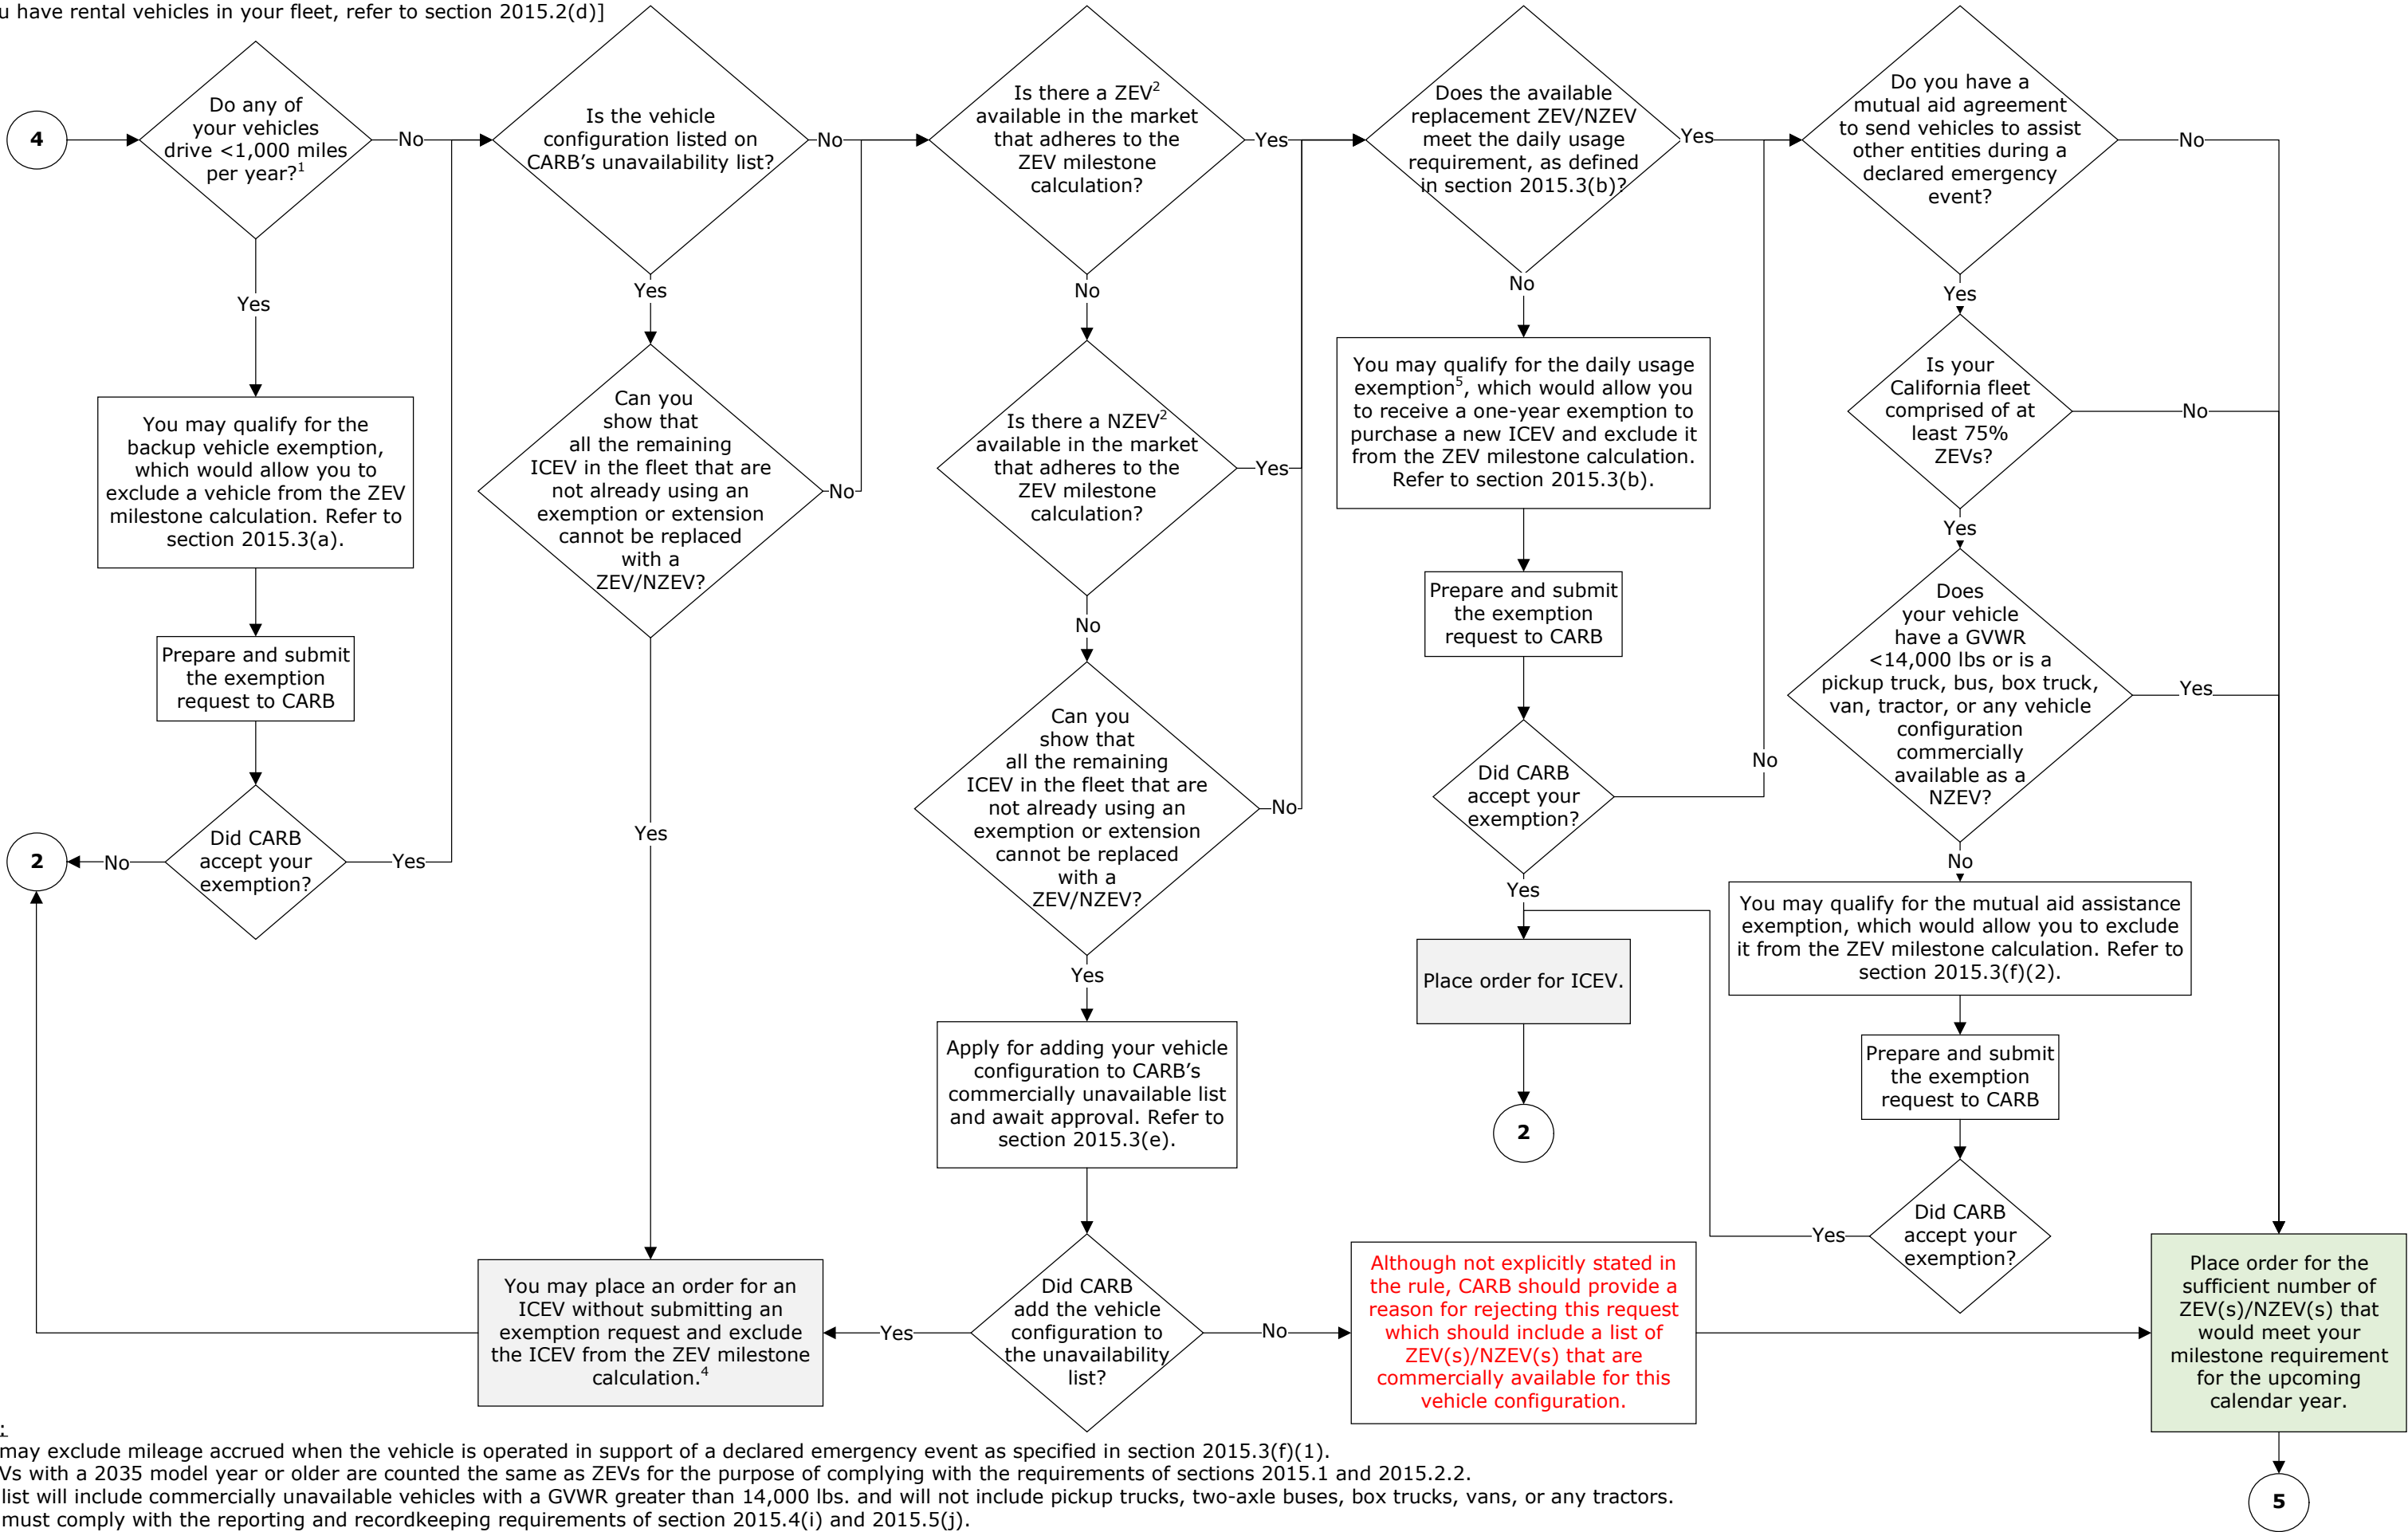 u have rental vehicles in your fleet, refer to section 2015.2(d)]
4
Do any of
your vehicles
drive <1,000 miles
per year?1
No
Yes
You may qualify for the
backup vehicle exemption,
which would allow you to
exclude a vehicle from the ZEV
milestone calculation. Refer to
section 2015.3(a).
Prepare and submit
the exemption
request to CARB
Did CARB
accept your
exemption?
No
Yes
2
Is the vehicle
configuration listed on
CARB's unavailability list?
No
Yes
Can you
show that
all the remaining
ICEV in the fleet that are
not already using an
exemption or extension
cannot be replaced
with a
ZEV/NZEV?
No
Yes
You may place an order for an
ICEV without submitting an
exemption request and exclude
the ICEV from the ZEV milestone
calculation.4
Is there a ZEV2
available in the market
that adheres to the
ZEV milestone
calculation?
Yes
No
Is there a NZEV2
available in the market
that adheres to the
ZEV milestone
calculation?
Yes
No
Can you
show that
all the remaining
ICEV in the fleet that are
not already using an
exemption or extension
cannot be replaced
with a
ZEV/NZEV?
No
Yes
Apply for adding your vehicle
configuration to CARB's
commercially unavailable list
and await approval. Refer to
section 2015.3(e).
Did CARB
add the vehicle
configuration to
the unavailability
list?
Yes
No
Although not explicitly stated in
the rule, CARB should provide a
reason for rejecting this request
which should include a list of
ZEV(s)/NZEV(s) that are
commercially available for this
vehicle configuration.
Does the available
replacement ZEV/NZEV
meet the daily usage
requirement, as defined
in section 2015.3(b)?
Yes
No
You may qualify for the daily usage
exemption5, which would allow you
to receive a one-year exemption to
purchase a new ICEV and exclude it
from the ZEV milestone calculation.
Refer to section 2015.3(b).
Prepare and submit
the exemption
request to CARB
Did CARB
accept your
exemption?
No
Yes
Place order for ICEV.
2
Do you have a
mutual aid agreement
to send vehicles to assist
other entities during a
declared emergency
event?
No
Yes
Is your
California fleet
comprised of at
least 75%
ZEVs?
No
Yes
Does
your vehicle
have a GVWR
<14,000 lbs or is a
pickup truck, bus, box truck,
van, tractor, or any vehicle
configuration
commercially
available as a
NZEV?
Yes
No
You may qualify for the mutual aid assistance
exemption, which would allow you to exclude
it from the ZEV milestone calculation. Refer to
section 2015.3(f)(2).
Prepare and submit
the exemption
request to CARB
Did CARB
accept your
exemption?
Yes
Place order for the
sufficient number of
ZEV(s)/NZEV(s) that
would meet your
milestone requirement
for the upcoming
calendar year.
5
:
may exclude mileage accrued when the vehicle is operated in support of a declared emergency event as specified in section 2015.3(f)(1).
Vs with a 2035 model year or older are counted the same as ZEVs for the purpose of complying with the requirements of sections 2015.1 and 2015.2.2.
list will include commercially unavailable vehicles with a GVWR greater than 14,000 lbs. and will not include pickup trucks, two-axle buses, box trucks, vans, or any tractors.
must comply with the reporting and recordkeeping requirements of section 2015.4(i) and 2015.5(j).